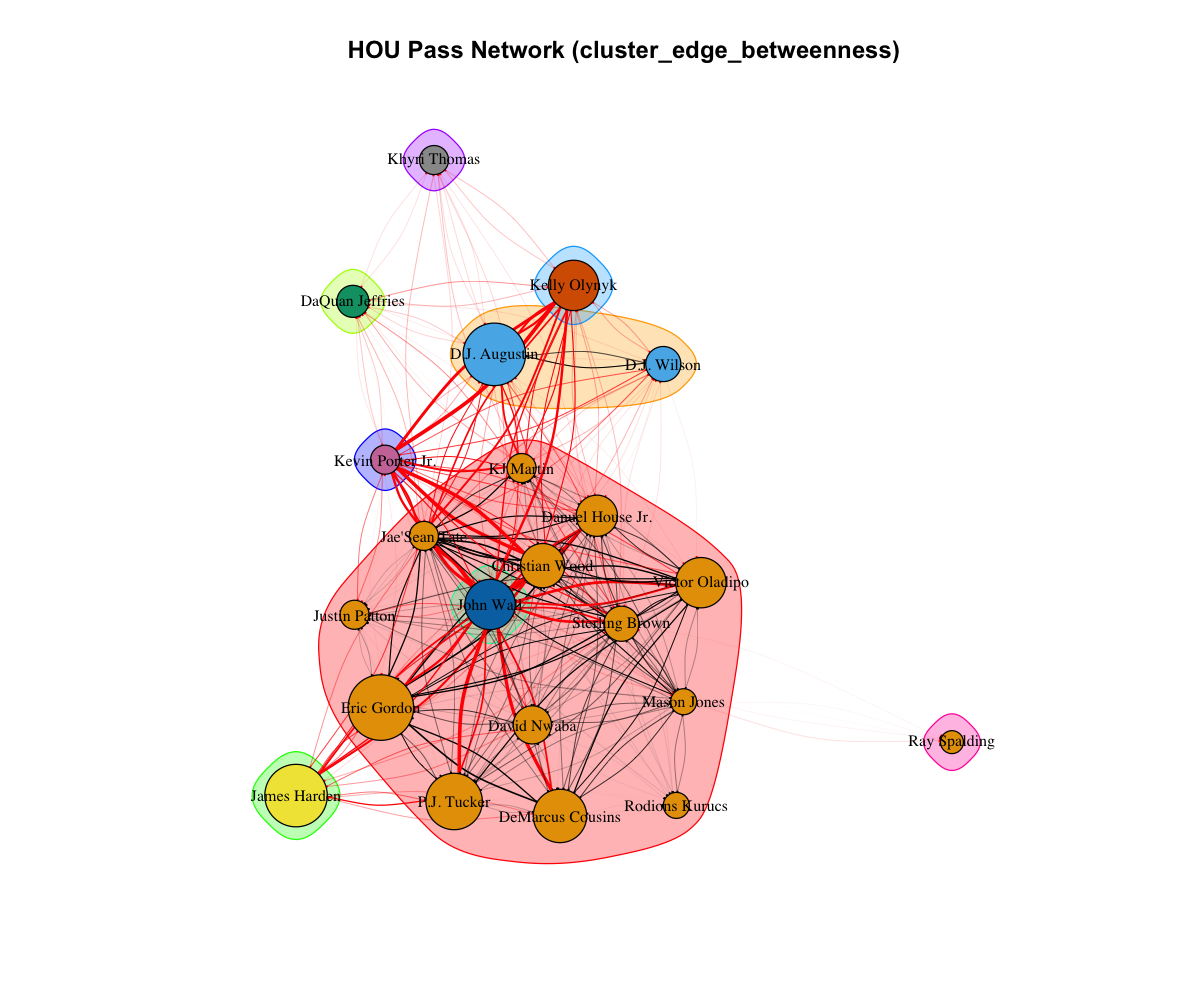 HOU Pass Network (cluster_edge_betweenness)
Khyri Thomas
Kelly Olynyk
DaQuan Jeffries
D.J. Augustin
D.J. Wilson
Kevin Porter Jr.
KJ Martin
Danuel House Jr.
Jae'Sean Tate
Christian Wood
Victor Oladipo
John Wall
Justin Patton
Sterling Brown
Eric Gordon
Mason Jones
David Nwaba
Ray Spalding
James Harden
P.J. Tucker
Rodions Kurucs
DeMarcus Cousins